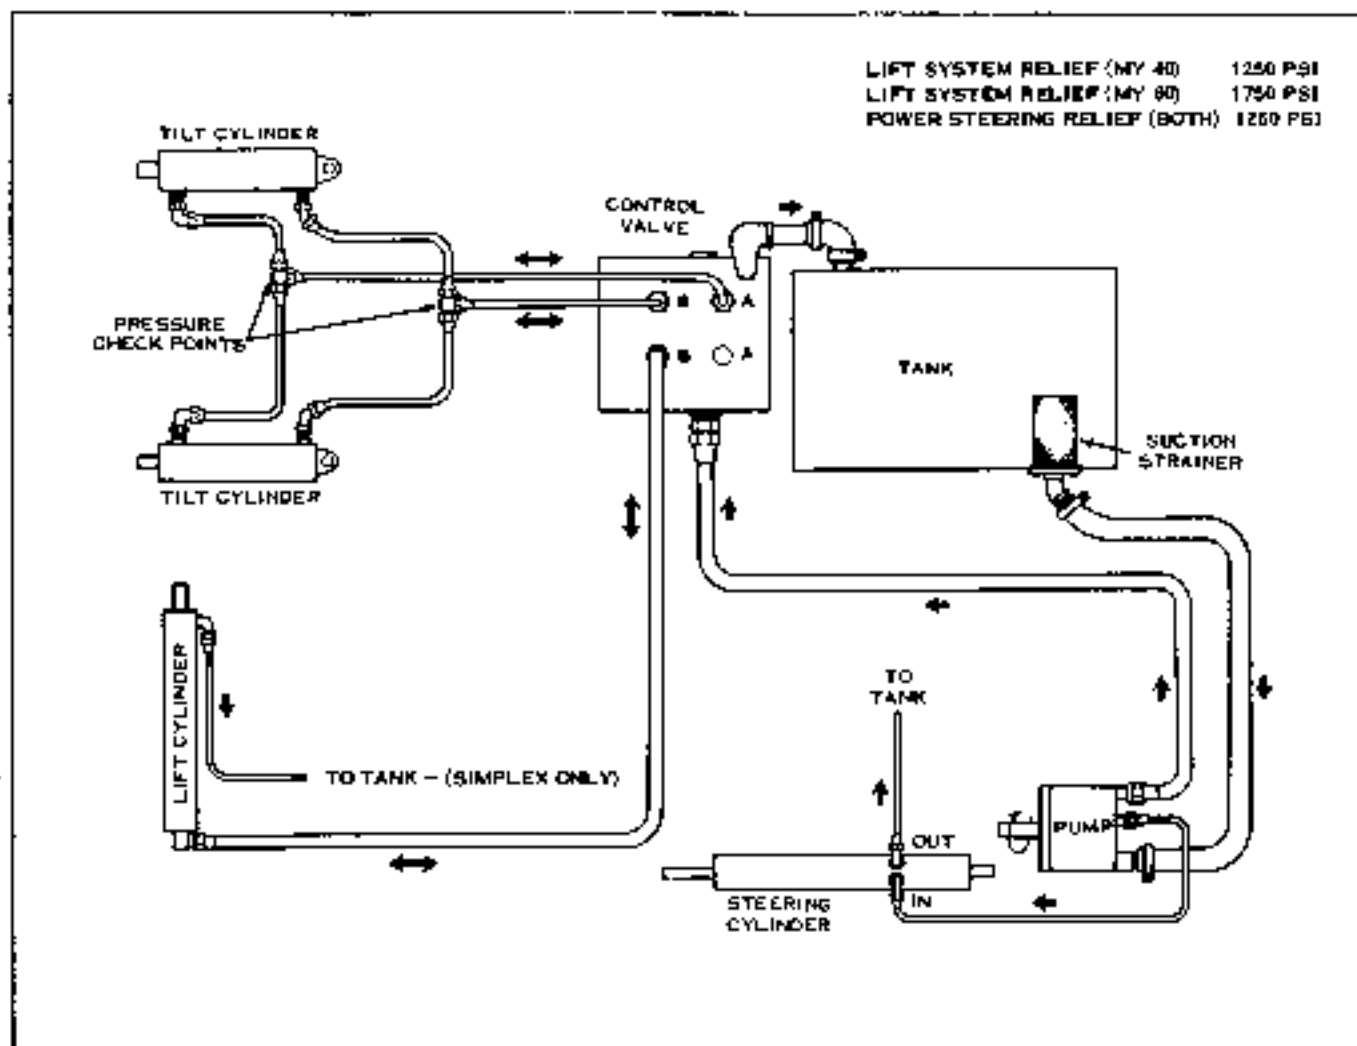 LIFT SYSTEM RELIEF (MY 40) 1250 PSI
LIFT SYSTEM RELIEF (MY 60) 1750 PSI
POWER STEERING RELIEF (BOTH) 1250 PSI
TILT CYLINDER
CONTROL
VALVE
B A
PRESSURE
CHECK POINTS
B A
TANK
SUCTION
STRAINER
TILT CYLINDER
LIFT CYLINDER
TO
TANK
TO TANK – (SIMPLEX ONLY)
PUMP
OUT
IN
STEERING
CYLINDER